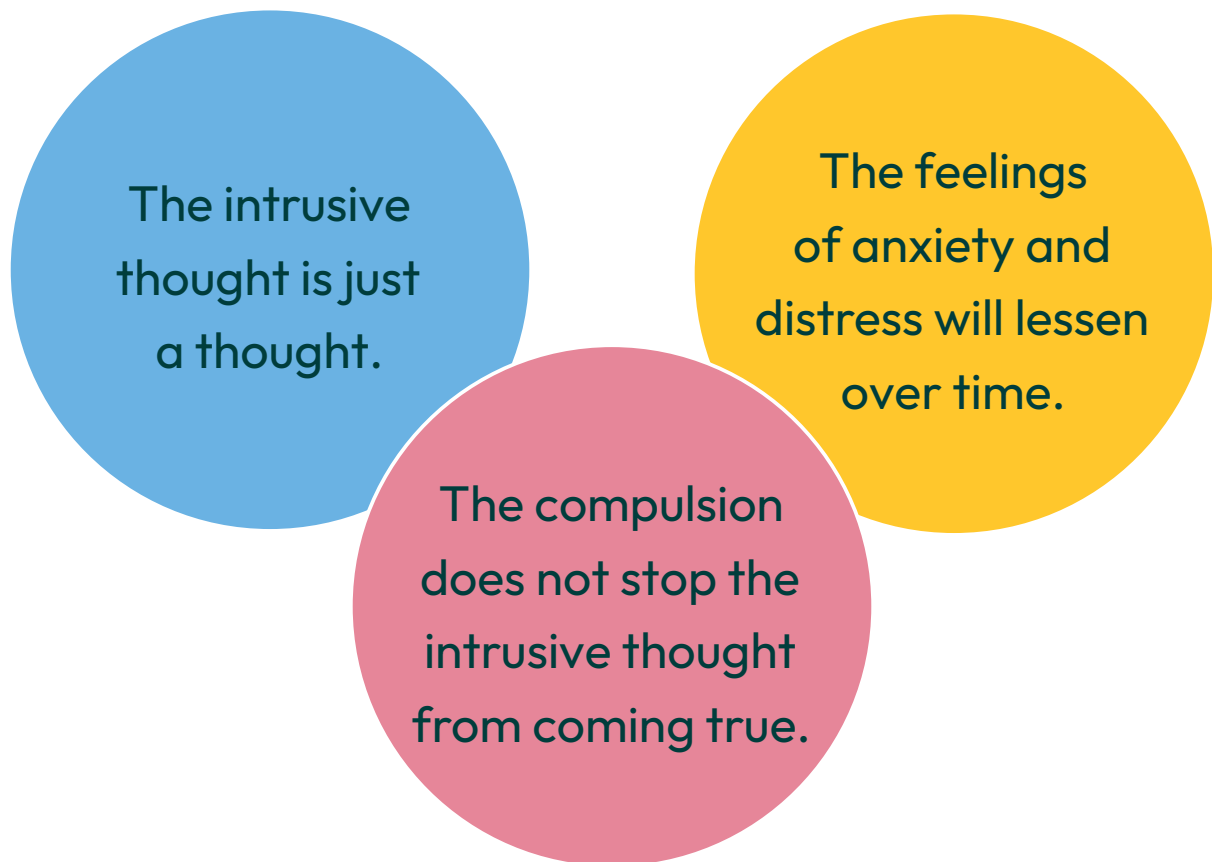 The intrusive
thought is just
a thought.
The feelings
of anxiety and
distress will lessen
over time.
The compulsion
does not stop the
intrusive thought
from coming true.